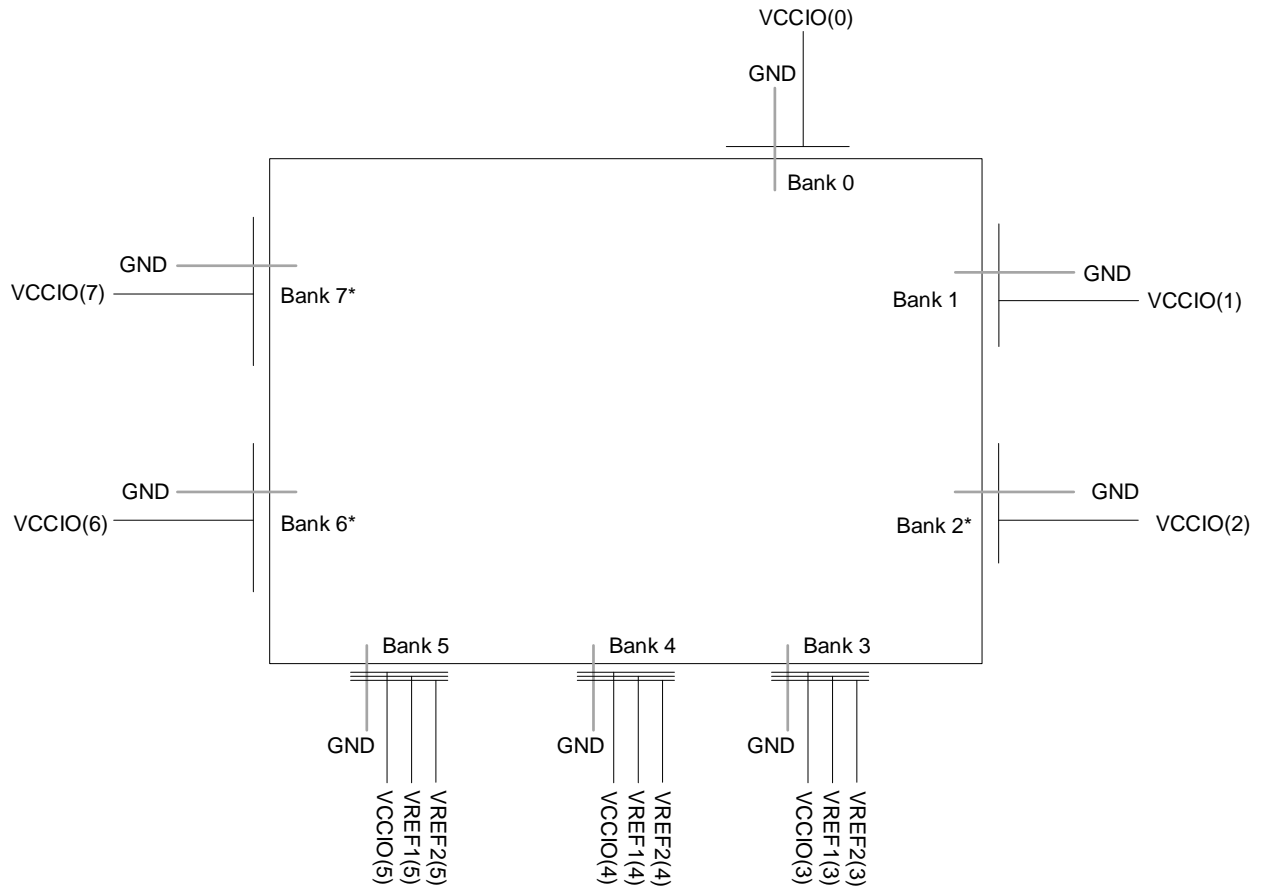 VCCIO(0)
GND
Bank 0
GND
VCCIO(7)
Bank 7*
GND
VCCIO(1)
Bank 1
GND
VCCIO(6)
Bank 6*
GND
VCCIO(2)
Bank 2*
Bank 5
Bank 4
Bank 3
GND
GND
GND
VCCIO(5)
VREF1(5)
VREF2(5)
VCCIO(4)
VREF1(4)
VREF2(4)
VCCIO(3)
VREF1(3)
VREF2(3)